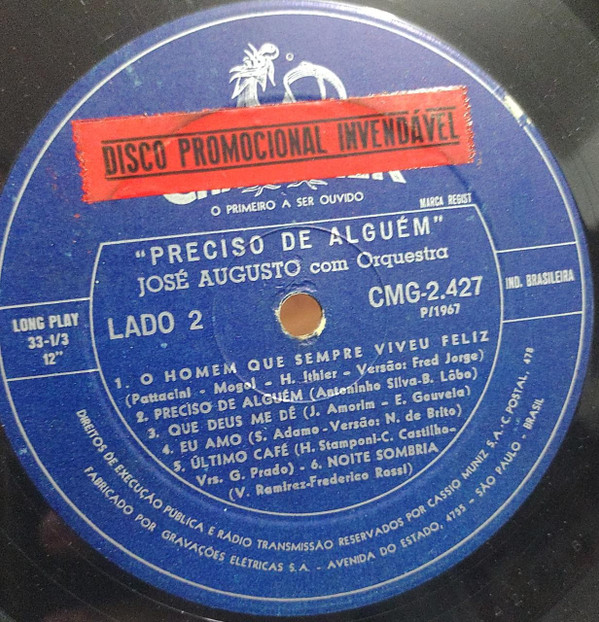 DISCO PROMOCIONAL INVENDÁVEL
O PRIMEIRO A SER OUVIDO
MARCA REGIST
"PRECISO DE ALGUÉM"
JOSÉ AUGUSTO com Orquestra
LONG PLAY
33-1/3
12"
LADO 2
CMG-2.427
P/1967
IND. BRASILEIRA
1. O HOMEM QUE SEMPRE VIVEU FELIZ
(Pattacini - Mogol - H. Ithier - Versão: Fred Jorge)
2. PRECISO DE ALGUÉM (Antoninho Silva-B. Lôbo)
3. QUE DEUS ME DÊ (J. Amorim - E. Gouveia)
4. EU AMO (S. Adamo - Versão: N. de Brito)
5. ÚLTIMO CAFÉ (H. Stamponi-C. Castilho-
Vrs. G. Prado) - 6. NOITE SOMBRIA
(V. Ramirez-Frederico Rossi)
DIREITOS DE EXECUÇÃO PÚBLICA E RÁDIO TRANSMISSÃO RESERVADOS POR CASSIO MUNIZ S.A. - C. POSTAL, 478
FABRICADO POR GRAVAÇÕES ELÉTRICAS S.A. - AVENIDA DO ESTADO, 4755 - SÃO PAULO - BRASIL